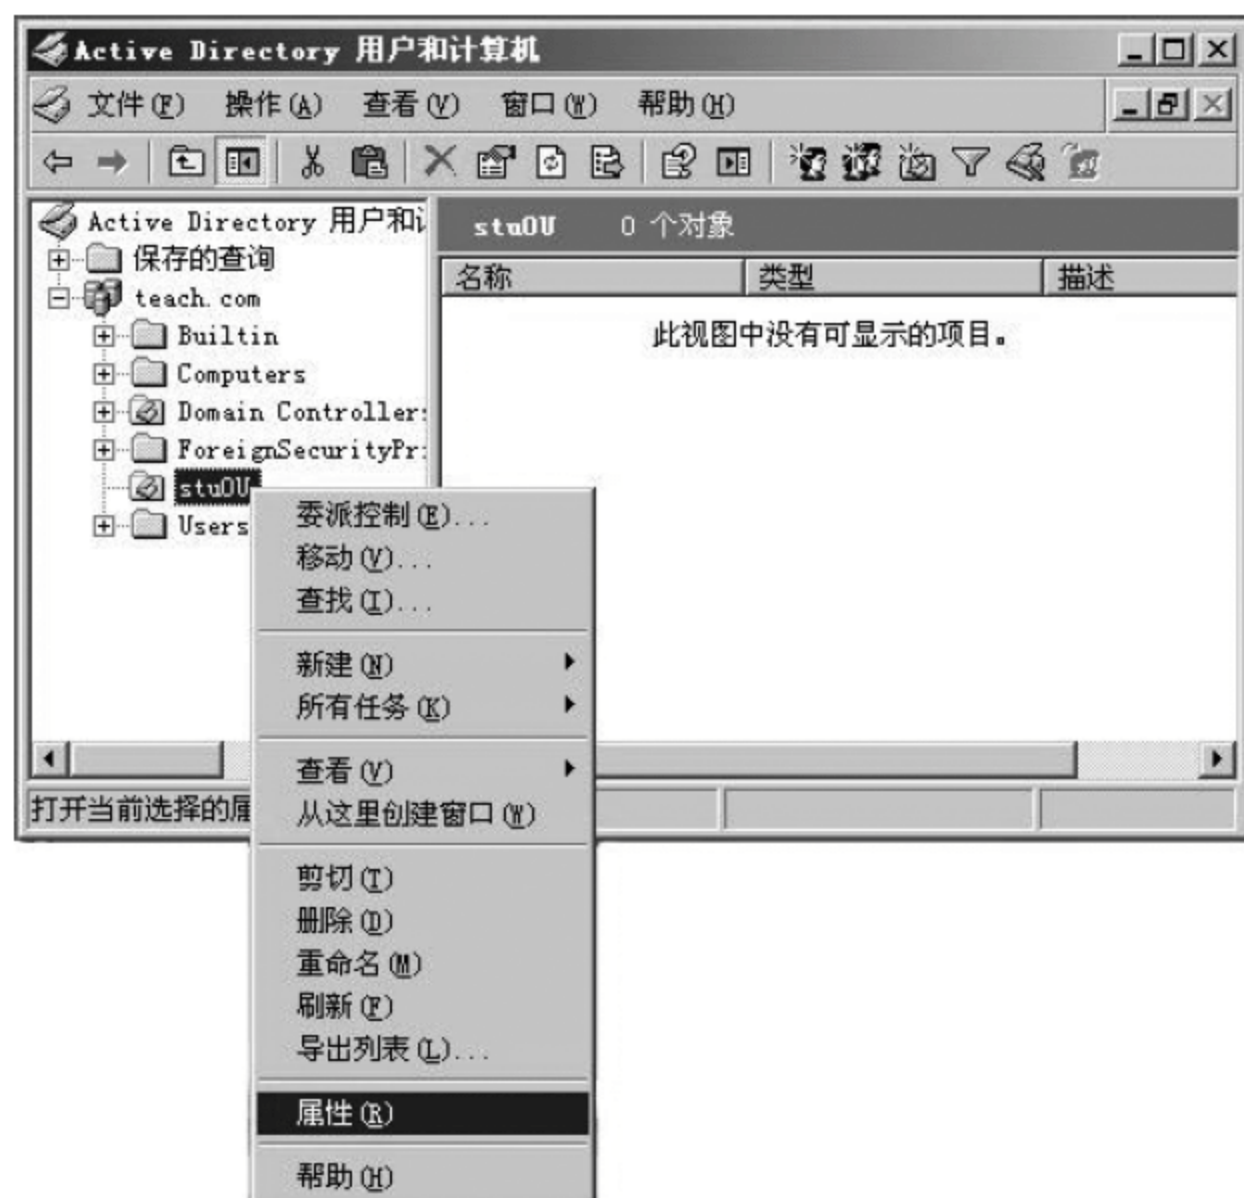 Active Directory 用户和计算机
文件(F) 操作(A) 查看(V) 窗口(W) 帮助(H)
Active Directory 用户和计
stuOU 0 个对象
保存的查询
名称 类型 描述
teach.com
此视图中没有可显示的项目。
Builtin
Computers
Domain Controllers
ForeignSecurityPr
stuOU
Users
委派控制(E)...
移动(V)...
查找(I)...
新建(N)
所有任务(K)
查看(V)
从这里创建窗口(W)
打开当前选择的属
剪切(T)
删除(D)
重命名(M)
刷新(F)
导出列表(L)...
属性(R)
帮助(H)